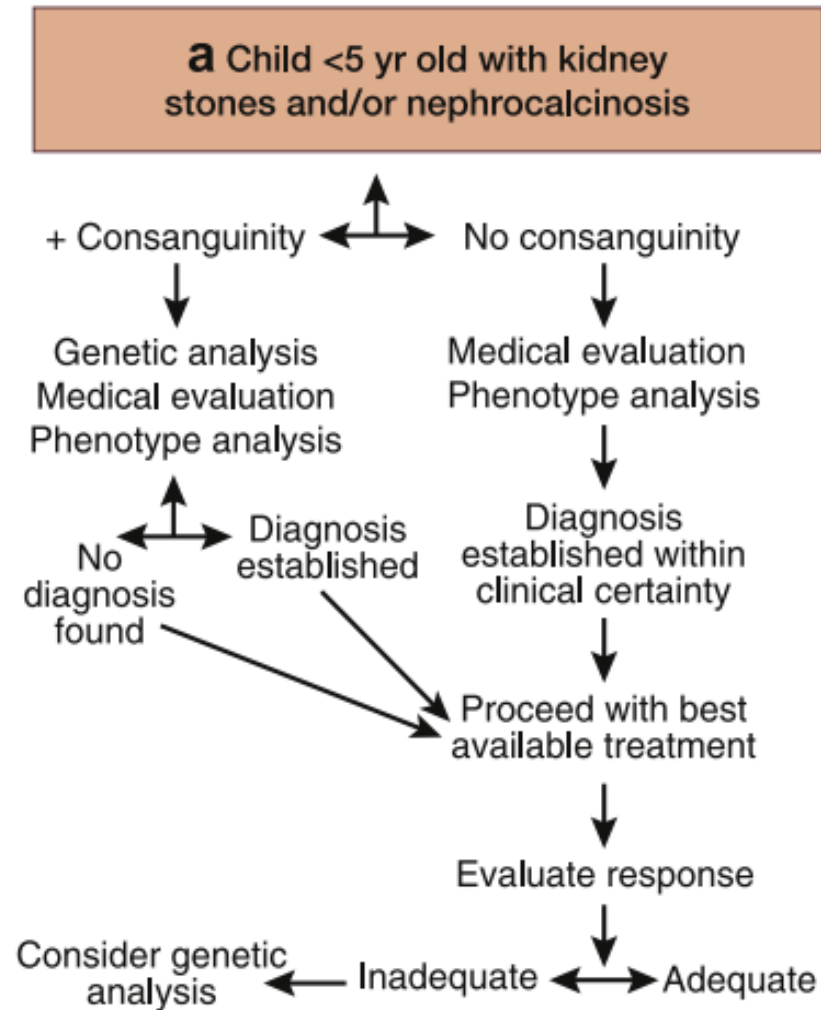 a Child <5 yr old with kidney
stones and/or nephrocalcinosis
+ Consanguinity
No consanguinity
Genetic analysis
Medical evaluation
Phenotype analysis
Medical evaluation
Phenotype analysis
No
diagnosis
found
Diagnosis
established
Diagnosis
established within
clinical certainty
Proceed with best
available treatment
Evaluate response
Consider genetic
analysis
Inadequate
Adequate